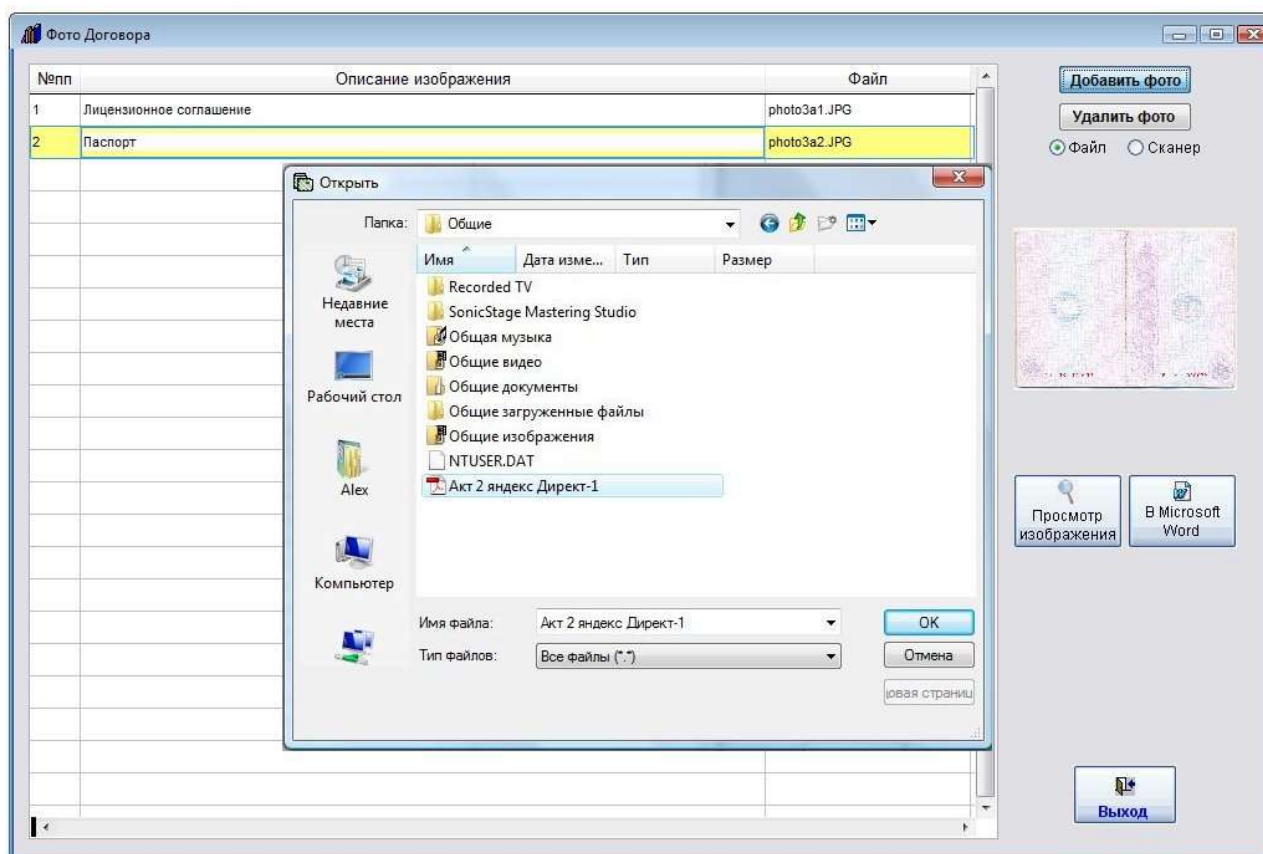 Фото Договора
№пп Описание изображения Файл
1 Лицензионное соглашение photo3a1.JPG
2 Паспорт photo3a2.JPG
Добавить фото
Удалить фото
Файл Сканер
Открыть
Папка: Общие
Имя Дата изме... Тип Размер
Recorded TV
SonicStage Mastering Studio
Общая музыка
Общие видео
Общие документы
Общие загруженные файлы
Общие изображения
NTUSER.DAT
Акт 2 яндекс Директ-1
Недавние
места
Рабочий стол
Alex
Компьютер
Имя файла: Акт 2 яндекс Директ-1
Тип файлов: Все файлы (*.*)
OK
Отмена
овая страниц
Просмотр
изображения
В Microsoft
Word
Выход